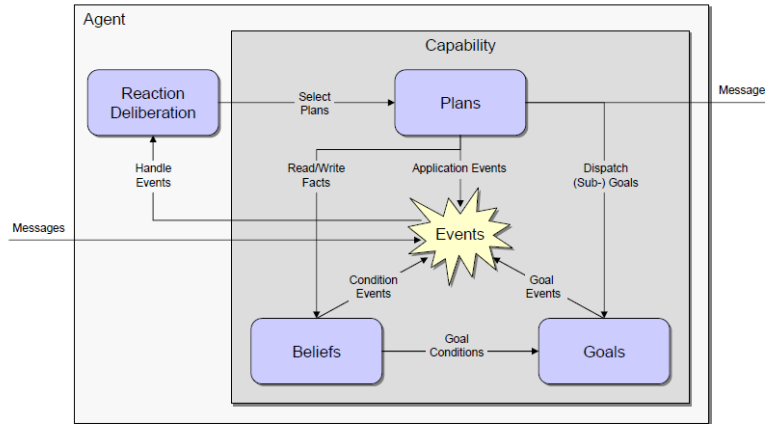 Agent
Capability
Reaction
Deliberation
Select
Plans
Plans
Message
Handle
Events
Read/Write
Facts
Application Events
Dispatch
(Sub-) Goals
Messages
Events
Condition
Events
Goal
Events
Beliefs
Goal
Conditions
Goals